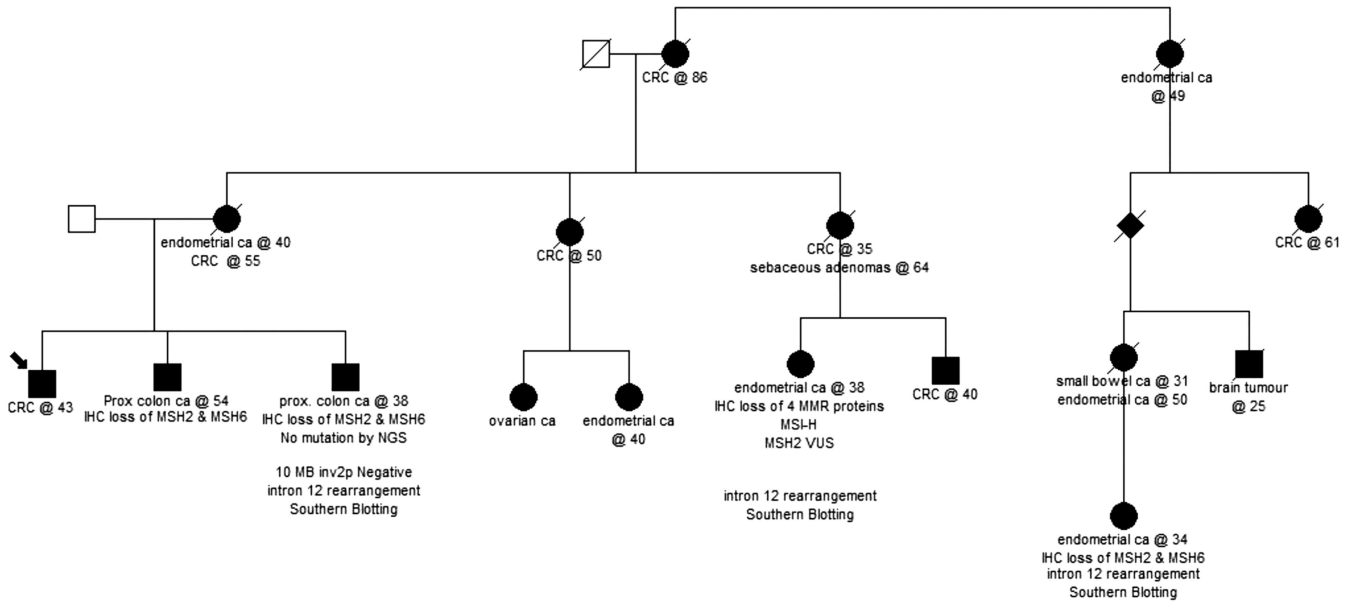 CRC @ 86
endometrial ca
@ 49
endometrial ca @ 40
CRC @ 55
CRC @ 50
CRC @ 35
sebaceous adenomas @ 64
CRC @ 61
CRC @ 43
Prox colon ca @ 54
IHC loss of MSH2 & MSH6
prox. colon ca @ 38
IHC loss of MSH2 & MSH6
No mutation by NGS
10 MB inv2p Negative
intron 12 rearrangement
Southern Blotting
ovarian ca
endometrial ca
@ 40
endometrial ca @ 38
IHC loss of 4 MMR proteins
MSI-H
MSH2 VUS
intron 12 rearrangement
Southern Blotting
CRC @ 40
small bowel ca @ 31
endometrial ca @ 50
brain tumour
@ 25
endometrial ca @ 34
IHC loss of MSH2 & MSH6
intron 12 rearrangement
Southern Blotting